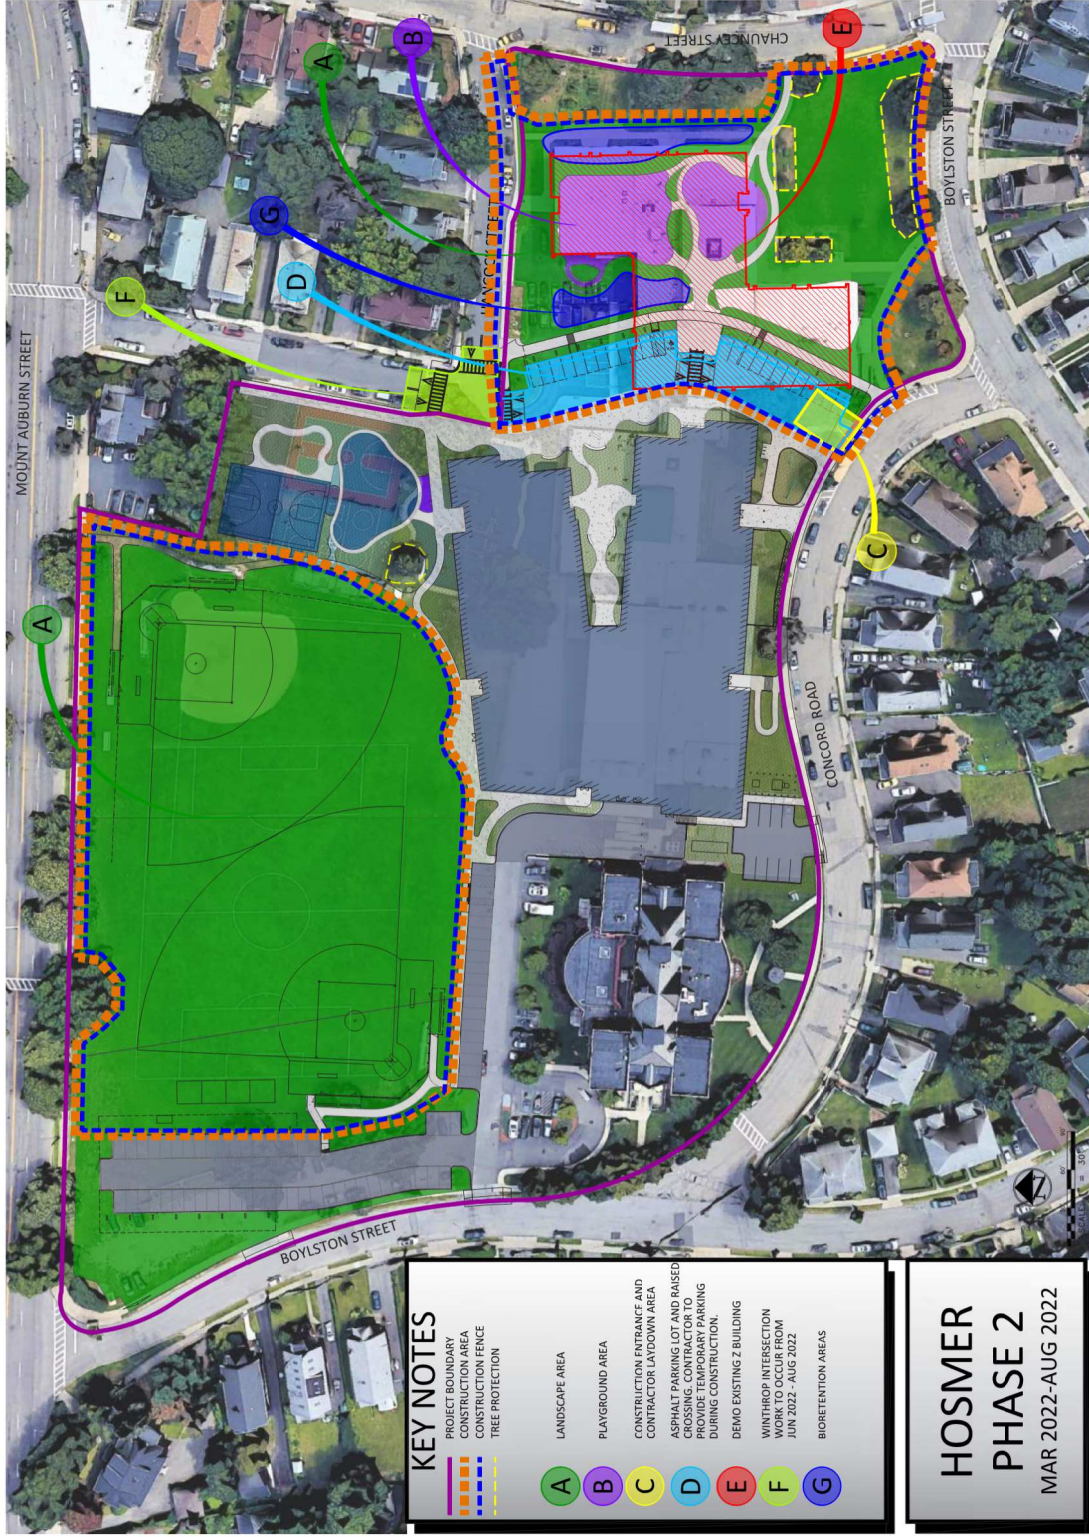 MOUNT AUBURN STREET
CHAUNCEY STREET
BOYLSTON STREET
CONCORD ROAD
BOYLSTON STREET
A
B
E
G
D
F
A
C
KEY NOTES
PROJECT BOUNDARY
CONSTRUCTION AREA
CONSTRUCTION FENCE
TREE PROTECTION
A LANDSCAPE AREA
B PLAYGROUND AREA
C CONSTRUCTION ENTRANCE AND
CONTRACTOR LAYDOWN AREA
D ASPHALT PARKING LOT AND RAISED
CROSSING. CONTRACTOR TO
PROVIDE TEMPORARY PARKING
DURING CONSTRUCTION.
E DEMO EXISTING Z BUILDING
F WINTHROP INTERSECTION
WORK TO OCCUR FROM
JUN 2022 - AUG 2022
G BIORETENTION AREAS
HOSMER
PHASE 2
MAR 2022-AUG 2022
N